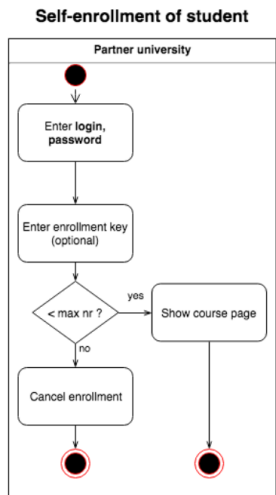 Self-enrollment of student
Partner university
Enter login,
password
Enter enrollment key
(optional)
< max nr ?
yes
Show course page
no
Cancel enrollment